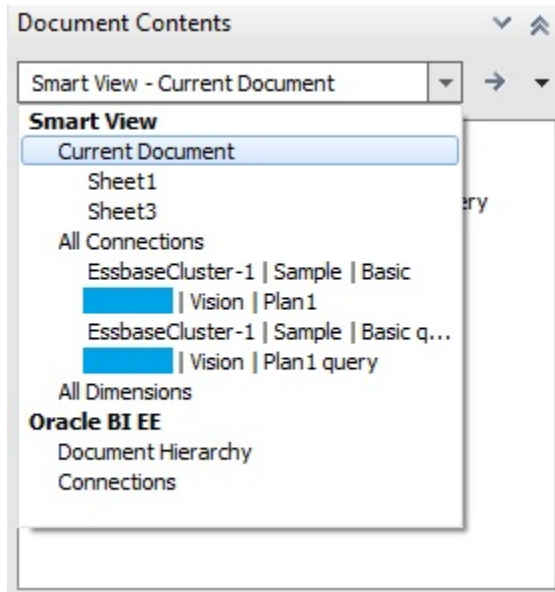 Document Contents
Smart View - Current Document
Smart View
Current Document
Sheet1
Sheet3
ery
All Connections
EssbaseCluster-1 | Sample | Basic
| Vision | Plan1
EssbaseCluster-1 | Sample | Basic q...
| Vision | Plan1 query
All Dimensions
Oracle BI EE
Document Hierarchy
Connections